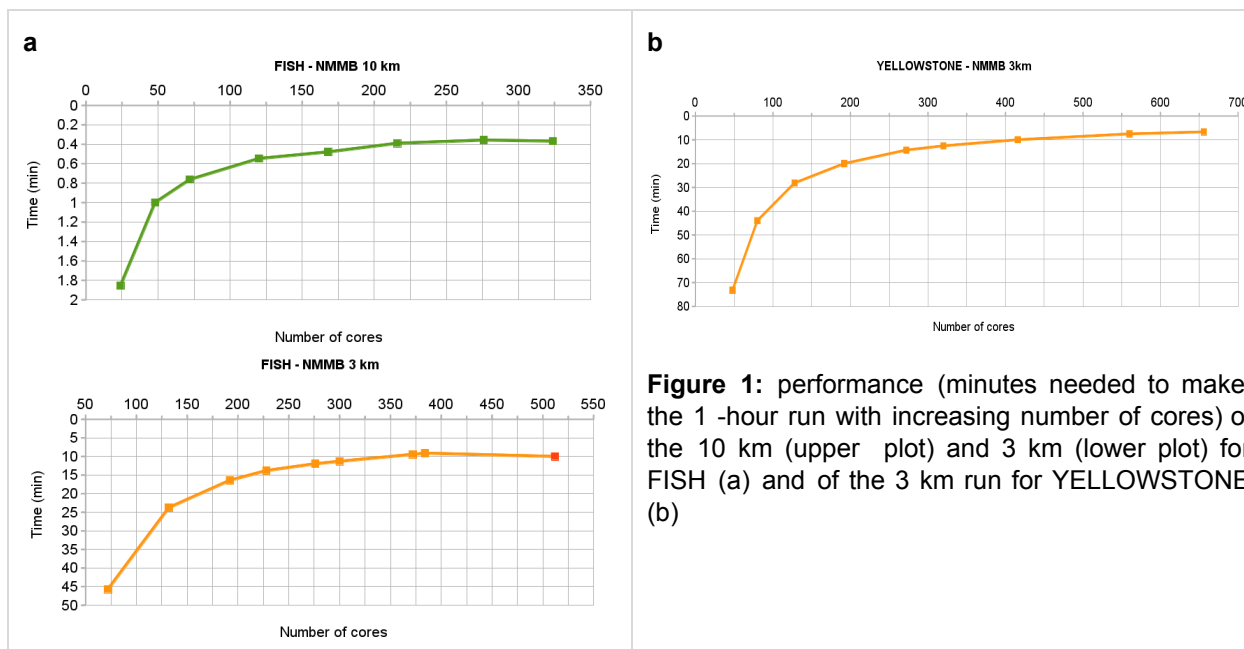 a
FISH - NMMB 10 km
0 50 100 150 200 250 300 350
0
0.2
0.4
0.6
0.8
1
1.2
1.4
1.6
1.8
2
Time (min)
Number of cores
FISH - NMMB 3 km
50 100 150 200 250 300 350 400 450 500 550
0
5
10
15
20
25
30
35
40
45
50
Time (min)
Number of cores
b
YELLOWSTONE - NMMB 3km
0 100 200 300 400 500 600 700
0
10
20
30
40
50
60
70
80
Time (min)
Number of cores
Figure 1: performance (minutes needed to make
the 1 -hour run with increasing number of cores) o
the 10 km (upper plot) and 3 km (lower plot) for
FISH (a) and of the 3 km run for YELLOWSTONE
(b)